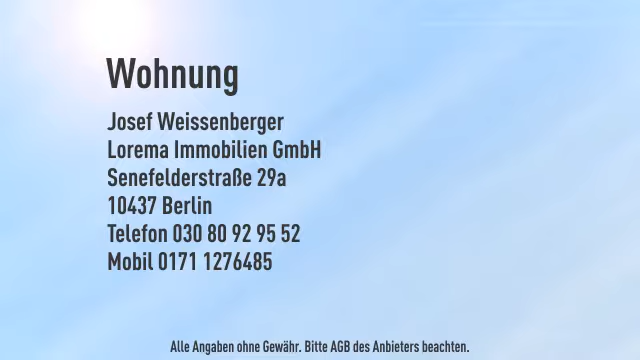 Wohnung
Josef Weissenberger
Lorema Immobilien GmbH
Senefelderstraße 29a
10437 Berlin
Telefon 030 80 92 95 52
Mobil 0171 1276485
Alle Angaben ohne Gewähr. Bitte AGB des Anbieters beachten.